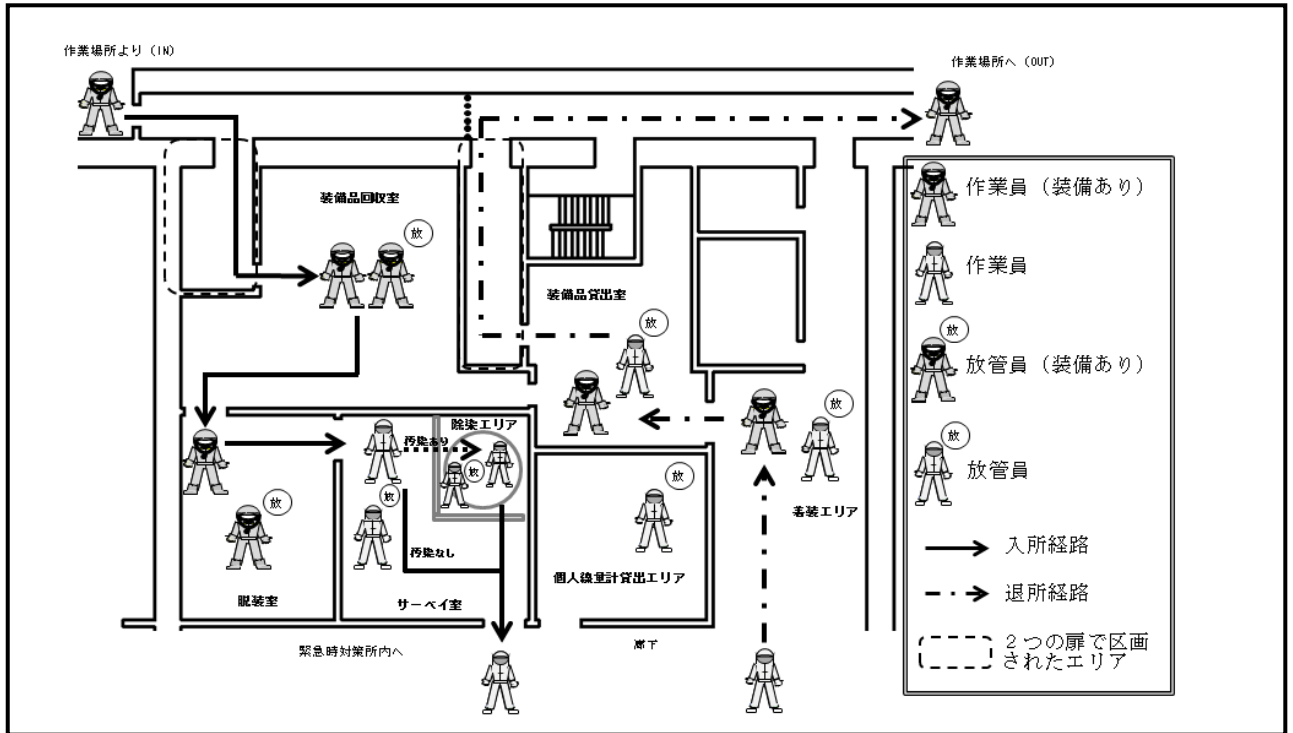 作業場所より（IN）
作業場所へ（OUT）
装備品回収室
放
装備品貸出室
放
除染エリア
汚染あり
放
放
放
汚染なし
放
放
着装エリア
個人線量計貸出エリア
脱装室
サーベイ室
緊急時対策所内へ
廊下
作業員（装備あり）
作業員
放
放管員（装備あり）
放
放管員
入所経路
退所経路
２つの扉で区画
されたエリア